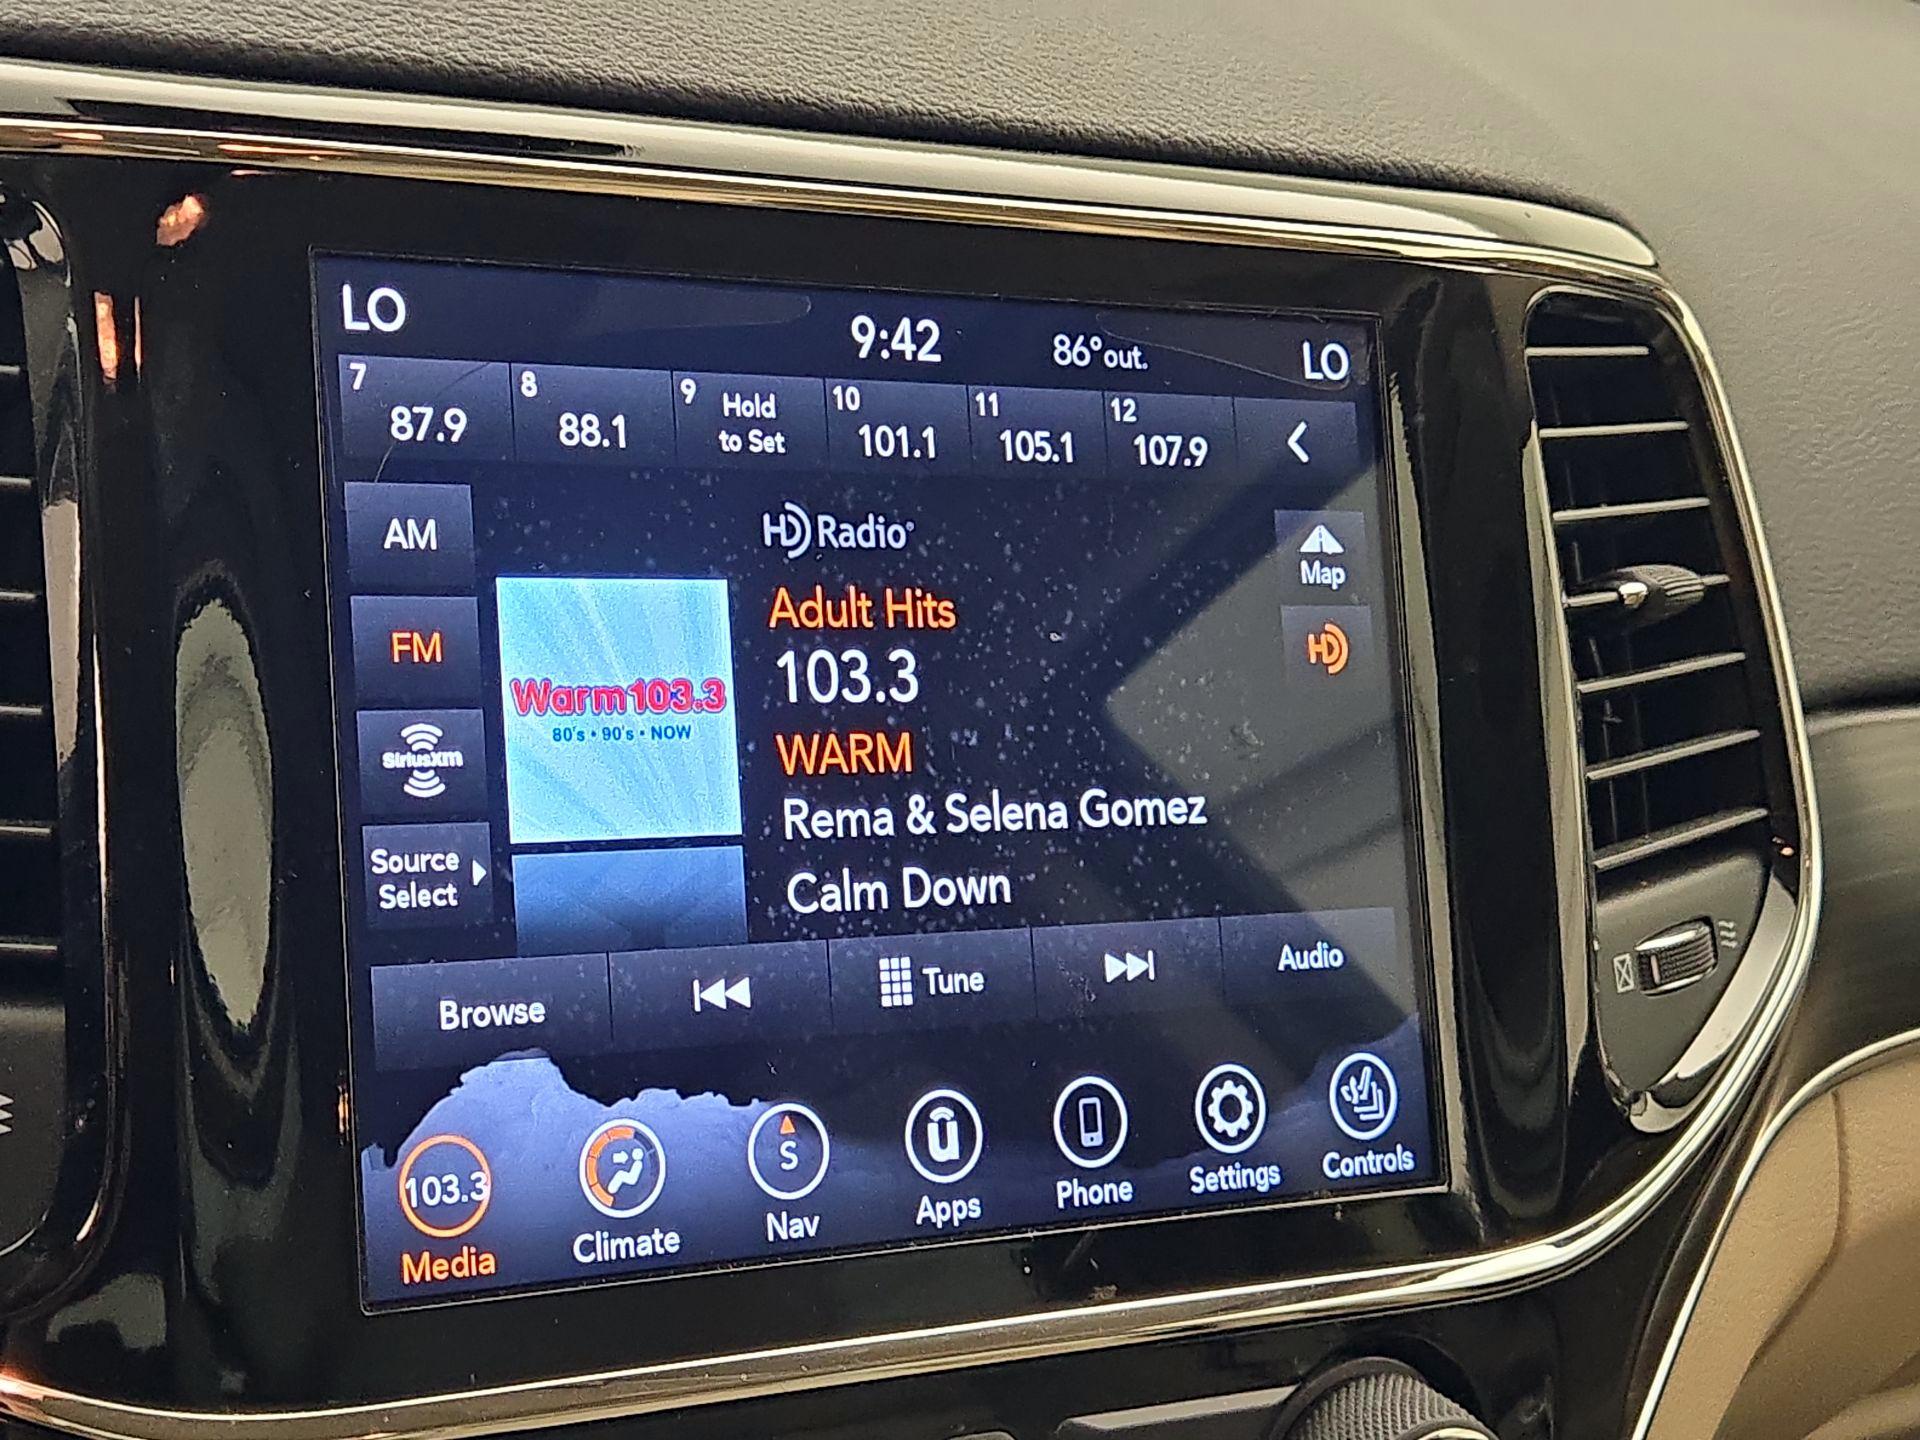 LO
9:42
86° out.
LO
7
87.9
8
88.1
9
Hold
to Set
10
101.1
11
105.1
12
107.9
AM
HD Radio®
Map
Adult Hits
FM
HD
103.3
Warm103.3
80's • 90's • NOW
WARM
SiriusXM
Rema & Selena Gomez
Source
Select
Calm Down
Browse
Tune
Audio
103.3
S
u
Media
Climate
Nav
Apps
Phone
Settings
Controls